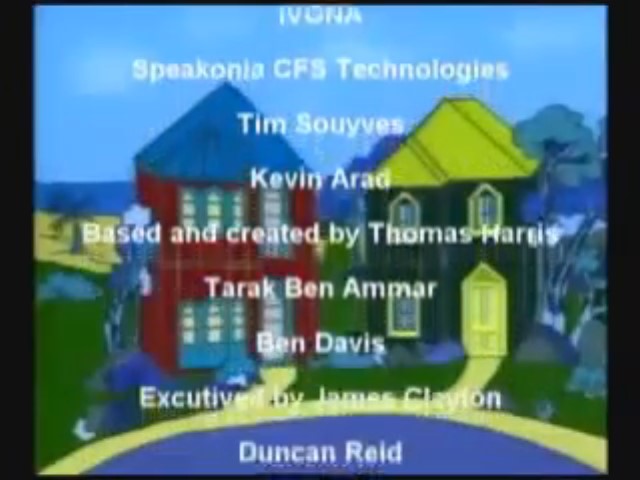 IVONA
Speakonia CFS Technologies
Tim Souyves
Kevin Arad
Based and created by Thomas Harris
Tarak Ben Ammar
Ben Davis
Excutived by James Clayton
Duncan Reid